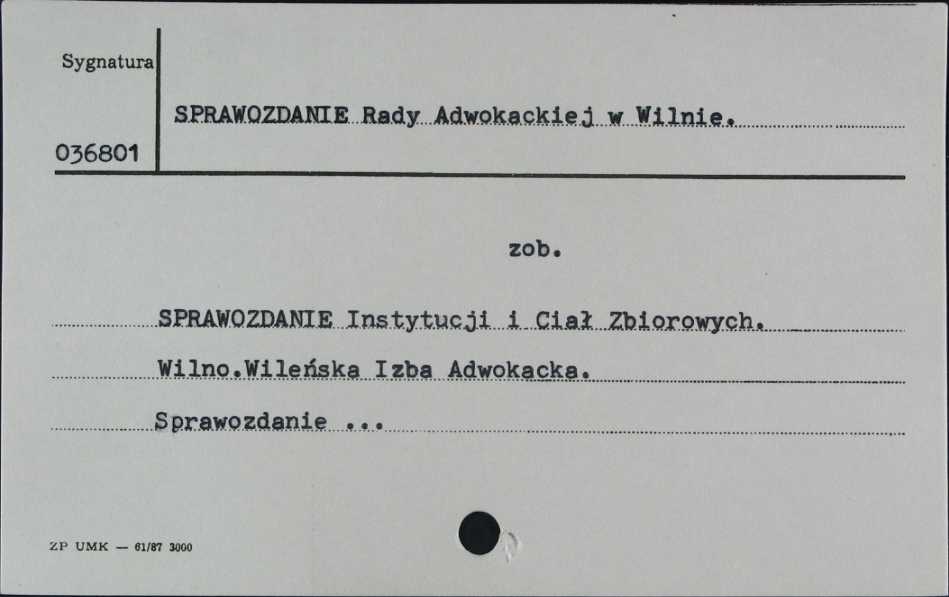 Sygnatura
SPRAWOZDANIE Rady Adwokackiej w Wilnie.
036801
zob.
SPRAWOZDANIE Instytucji i Ciał Zbiorowych.
Wilno.Wileńska Izba Adwokacka.
Sprawozdanie ...
ZP UMK — 61/87 3000